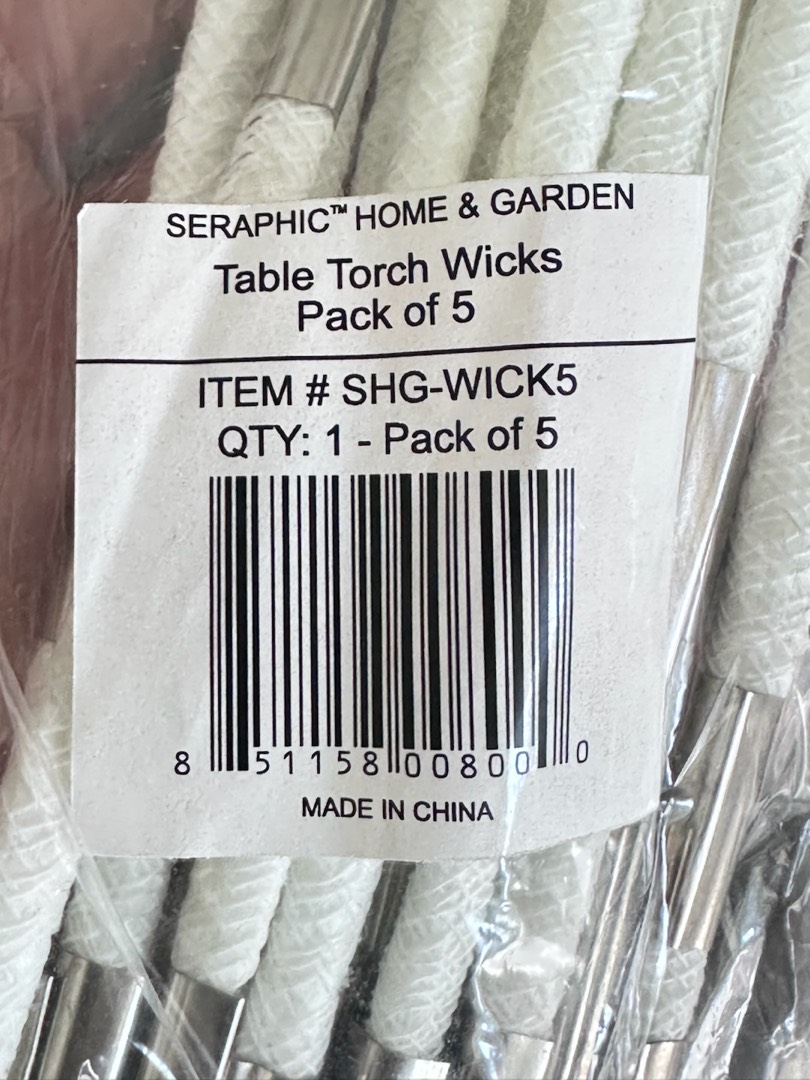 SERAPHIC™ HOME & GARDEN
Table Torch Wicks
Pack of 5
ITEM # SHG-WICK5
QTY: 1 - Pack of 5
8 51158 00800 0
MADE IN CHINA